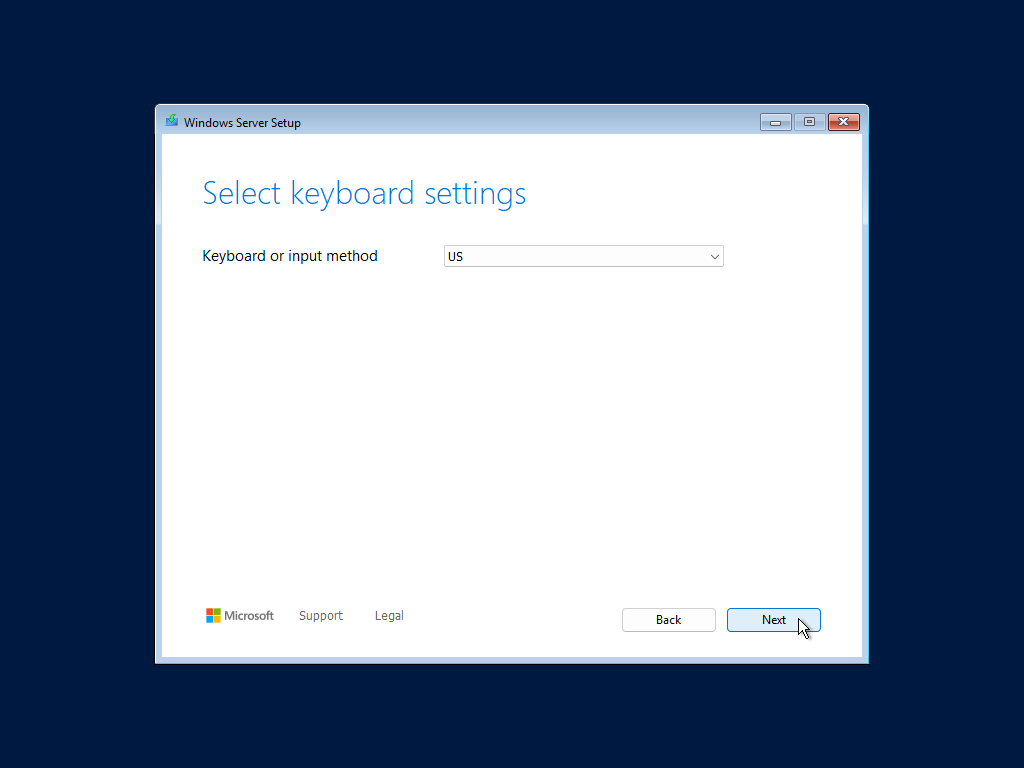 Windows Server Setup
Select keyboard settings
Keyboard or input method US
Microsoft Support Legal Back Next